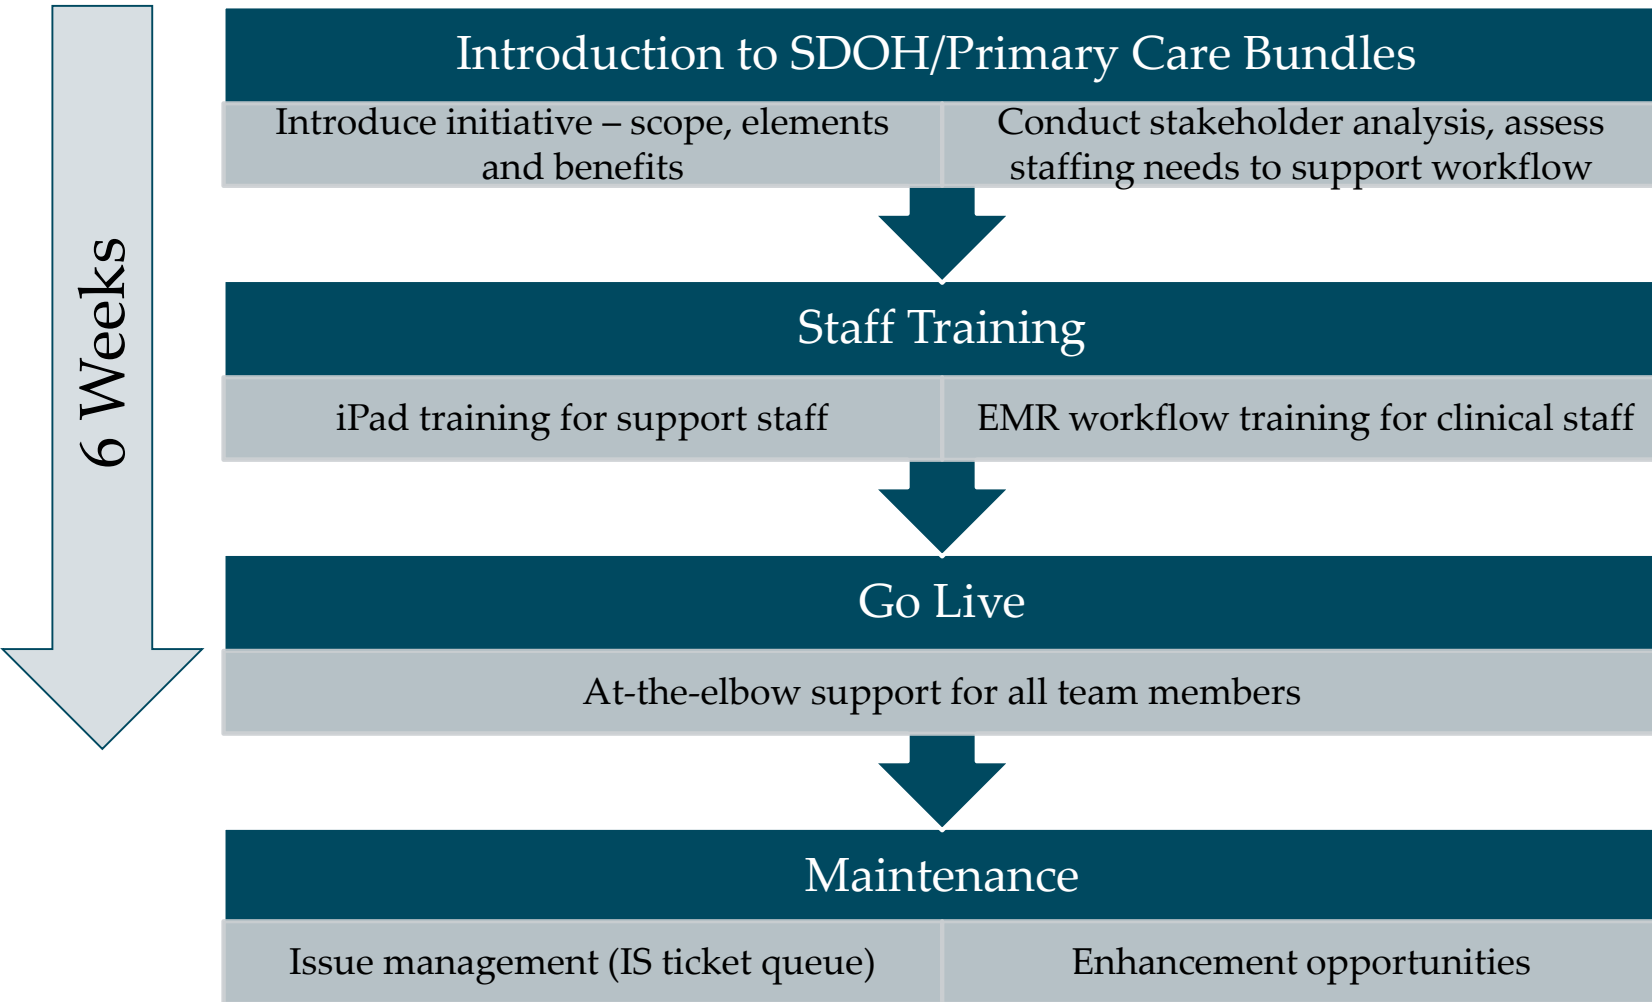 6 Weeks
Introduction to SDOH/Primary Care Bundles
Introduce initiative – scope, elements
and benefits
Conduct stakeholder analysis, assess
staffing needs to support workflow
Staff Training
iPad training for support staff
EMR workflow training for clinical staff
Go Live
At-the-elbow support for all team members
Maintenance
Issue management (IS ticket queue)
Enhancement opportunities